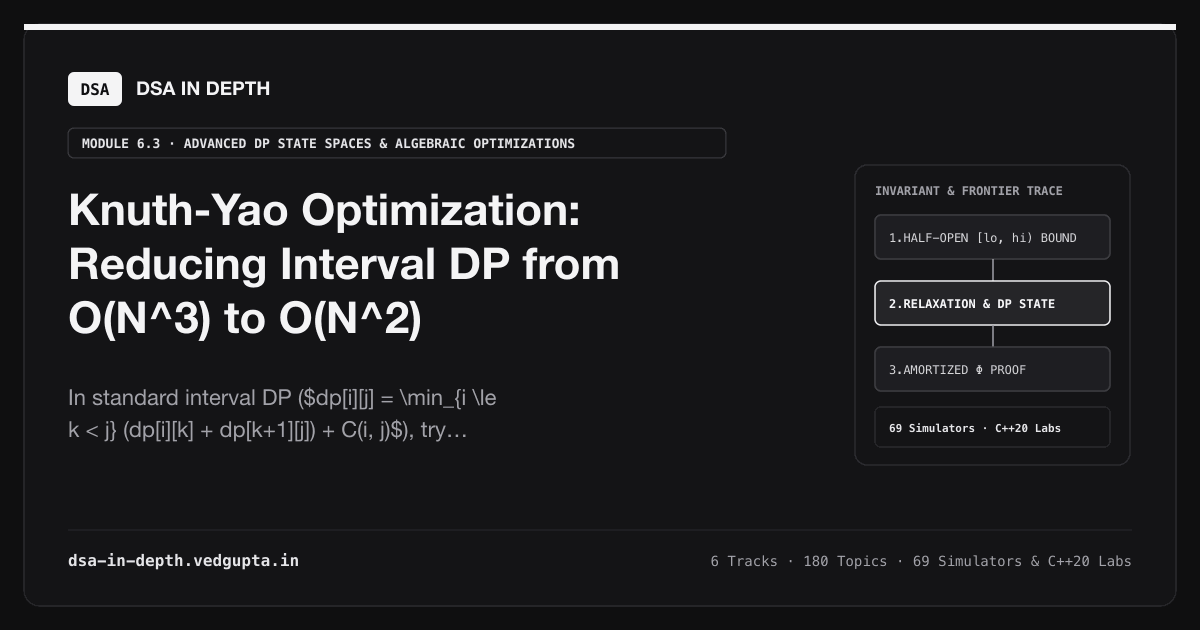 DSA
DSA IN DEPTH
MODULE 6.3 · ADVANCED DP STATE SPACES & ALGEBRAIC OPTIMIZATIONS
Knuth-Yao Optimization:
Reducing Interval DP from
O(N^3) to O(N^2)
In standard interval DP ($dp[i][j] = \min_{i \le
k < j} (dp[i][k] + dp[k+1][j]) + C(i, j)$), try…
INVARIANT & FRONTIER TRACE
1.HALF-OPEN [lo, hi) BOUND
2.RELAXATION & DP STATE
3.AMORTIZED Φ PROOF
69 Simulators · C++20 Labs
dsa-in-depth.vedgupta.in
6 Tracks · 180 Topics · 69 Simulators & C++20 Labs